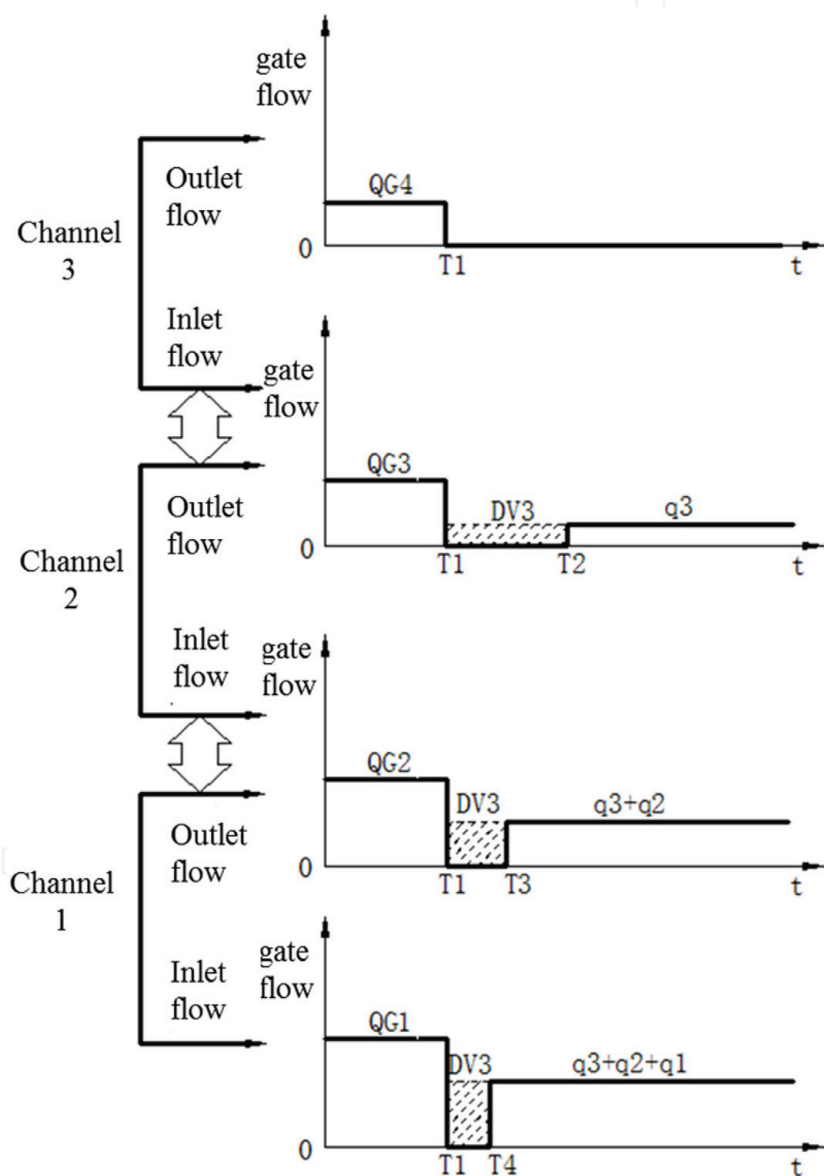 gate
flow
QG4
Outlet
flow
0
T1
t
Channel
3
Inlet
flow
gate
flow
QG3
DV3
q3
Outlet
flow
0
T1
T2
t
Channel
2
Inlet
flow
gate
flow
QG2
DV3
q3+q2
Outlet
flow
0
T1
T3
t
Channel
1
Inlet
flow
gate
flow
QG1
DV3
q3+q2+q1
0
T1
T4
t